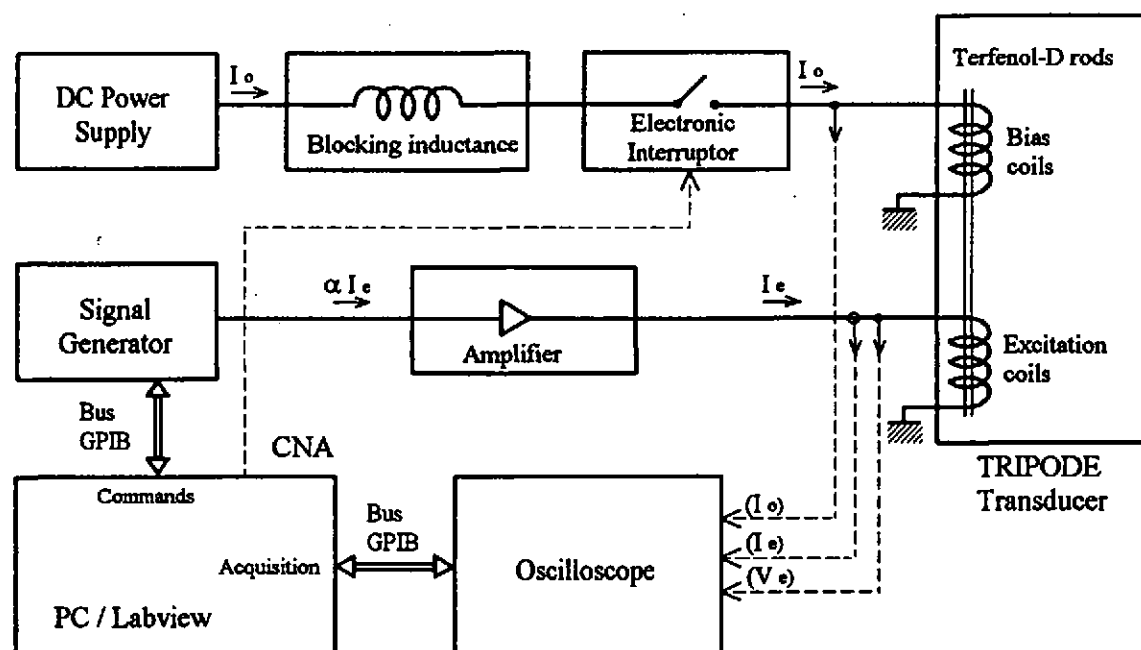 DC Power
Supply
I o
Blocking inductance
Electronic
Interruptor
I o
Terfenol-D rods
Bias
coils
Signal
Generator
α I e
Amplifier
I e
Excitation
coils
Bus
GPIB
CNA
TRIPODE
Transducer
Commands
Acquisition
PC / Labview
Bus
GPIB
Oscilloscope
(I o)
(I e)
(V e)